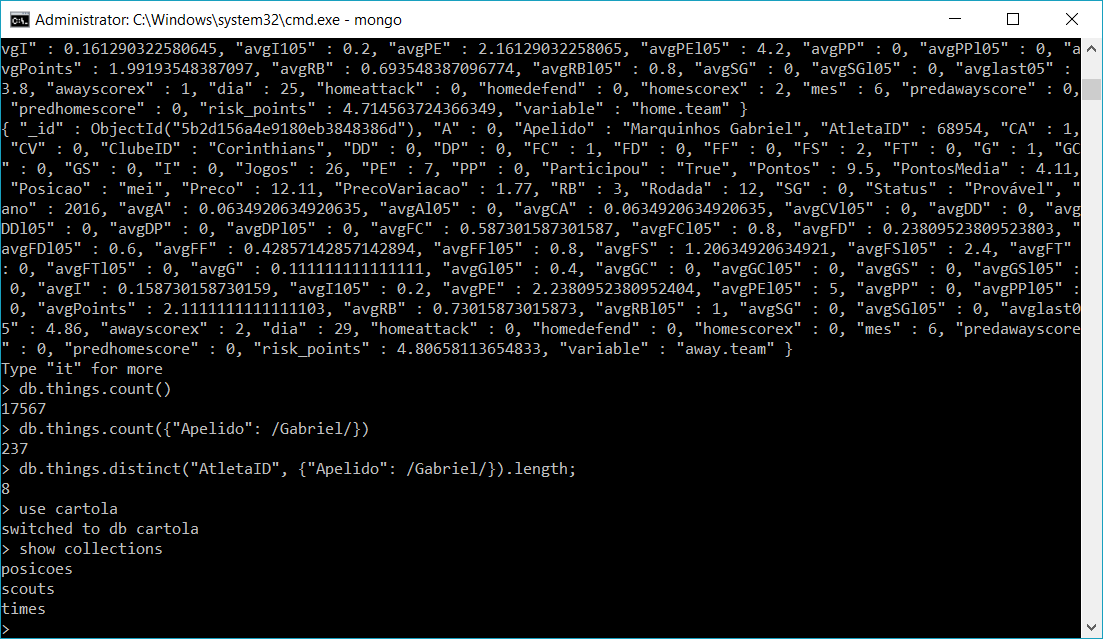 Administrator: C:\Windows\system32\cmd.exe - mongo
vgI" : 0.161290322580645, "avgI105" : 0.2, "avgPE" : 2.16129032258065, "avgPEl05" : 4.2, "avgPP" : 0, "avgPPl05" : 0, "a
vgPoints" : 1.99193548387097, "avgRB" : 0.693548387096774, "avgRBl05" : 0.8, "avgSG" : 0, "avgSGl05" : 0, "avglast05" :
3.8, "awayscorex" : 1, "dia" : 25, "homeattack" : 0, "homedefend" : 0, "homescorex" : 2, "mes" : 6, "predawayscore" : 0,
"predhomescore" : 0, "risk_points" : 4.714563724366349, "variable" : "home.team" }
{ "_id" : ObjectId("5b2d156a4e9180eb3848386d"), "A" : 0, "Apelido" : "Marquinhos Gabriel", "AtletaID" : 68954, "CA" : 1,
"CV" : 0, "ClubeID" : "Corinthians", "DD" : 0, "DP" : 0, "FC" : 1, "FD" : 0, "FF" : 0, "FS" : 2, "FT" : 0, "G" : 1, "GC
" : 0, "GS" : 0, "I" : 0, "Jogos" : 26, "PE" : 7, "PP" : 0, "Participou" : "True", "Pontos" : 9.5, "PontosMedia" : 4.11,
"Posicao" : "mei", "Preco" : 12.11, "PrecoVariacao" : 1.77, "RB" : 3, "Rodada" : 12, "SG" : 0, "Status" : "Provável", "
ano" : 2016, "avgA" : 0.0634920634920635, "avgAl05" : 0, "avgCA" : 0.0634920634920635, "avgCVl05" : 0, "avgDD" : 0, "avg
DDl05" : 0, "avgDP" : 0, "avgDPl05" : 0, "avgFC" : 0.587301587301587, "avgFCl05" : 0.8, "avgFD" : 0.23809523809523803, "
avgFDl05" : 0.6, "avgFF" : 0.42857142857142894, "avgFFl05" : 0.8, "avgFS" : 1.20634920634921, "avgFSl05" : 2.4, "avgFT"
: 0, "avgFTl05" : 0, "avgG" : 0.111111111111111, "avgGl05" : 0.4, "avgGC" : 0, "avgGCl05" : 0, "avgGS" : 0, "avgGSl05" :
0, "avgI" : 0.158730158730159, "avgI105" : 0.2, "avgPE" : 2.2380952380952404, "avgPEl05" : 5, "avgPP" : 0, "avgPPl05" :
0, "avgPoints" : 2.1111111111111103, "avgRB" : 0.73015873015873, "avgRBl05" : 1, "avgSG" : 0, "avgSGl05" : 0, "avglast0
5" : 4.86, "awayscorex" : 2, "dia" : 29, "homeattack" : 0, "homedefend" : 0, "homescorex" : 0, "mes" : 6, "predawayscore
" : 0, "predhomescore" : 0, "risk_points" : 4.80658113654833, "variable" : "away.team" }
Type "it" for more
> db.things.count()
17567
> db.things.count({"Apelido": /Gabriel/})
237
> db.things.distinct("AtletaID", {"Apelido": /Gabriel/}).length;
8
> use cartola
switched to db cartola
> show collections
posicoes
scouts
times
>